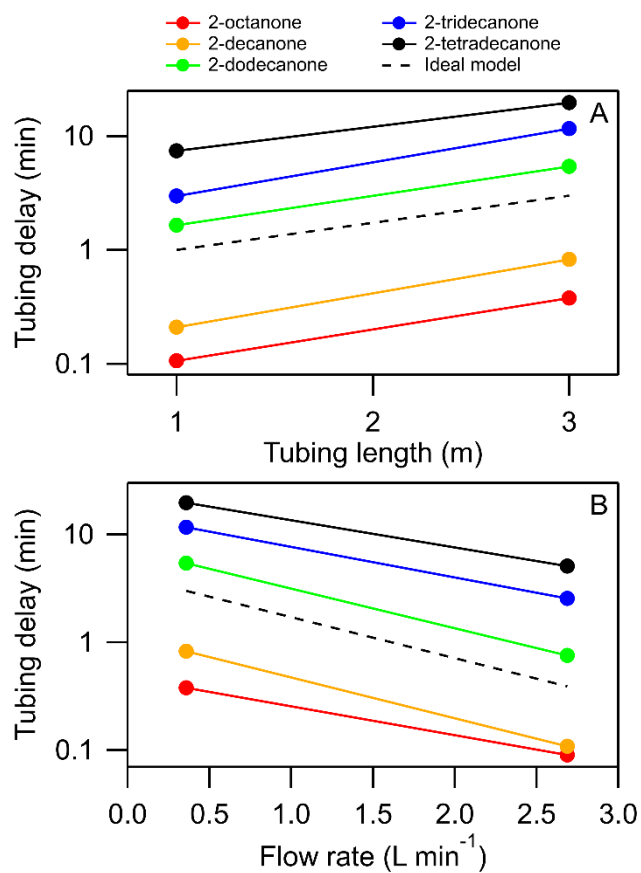 2-octanone 2-tridecanone
2-decanone 2-tetradecanone
2-dodecanone Ideal model
A
10
1
0.1
Tubing delay (min)
1 2 3
Tubing length (m)
B
10
1
0.1
Tubing delay (min)
0.0 0.5 1.0 1.5 2.0 2.5 3.0
Flow rate (L min⁻¹)